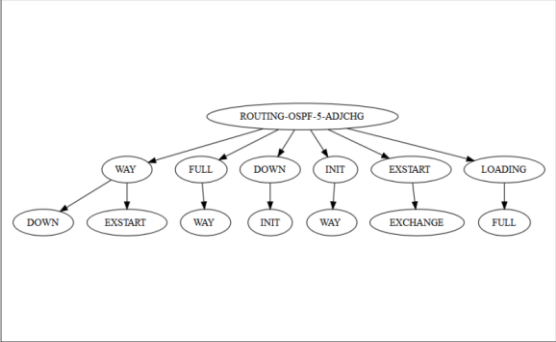 ROUTING-OSPF-5-ADJCHG
WAY FULL DOWN INIT EXSTART LOADING
DOWN EXSTART WAY INIT WAY EXCHANGE FULL